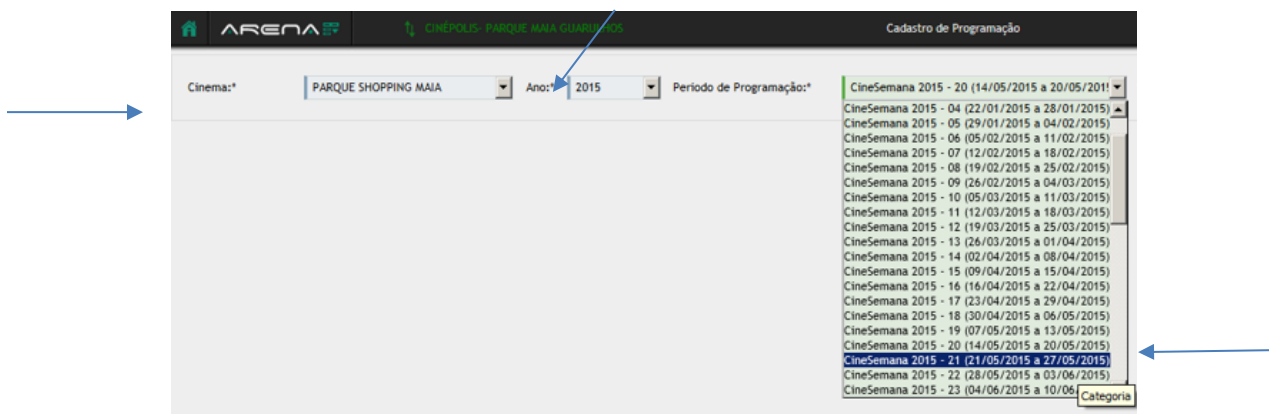 ARENA CINÉPOLIS- PARQUE MAIA GUARULHOS Cadastro de Programação
Cinema:* PARQUE SHOPPING MAIA Ano:* 2015 Período de Programação:* CineSemana 2015 - 20 (14/05/2015 a 20/05/201
CineSemana 2015 - 04 (22/01/2015 a 28/01/2015)
CineSemana 2015 - 05 (29/01/2015 a 04/02/2015)
CineSemana 2015 - 06 (05/02/2015 a 11/02/2015)
CineSemana 2015 - 07 (12/02/2015 a 18/02/2015)
CineSemana 2015 - 08 (19/02/2015 a 25/02/2015)
CineSemana 2015 - 09 (26/02/2015 a 04/03/2015)
CineSemana 2015 - 10 (05/03/2015 a 11/03/2015)
CineSemana 2015 - 11 (12/03/2015 a 18/03/2015)
CineSemana 2015 - 12 (19/03/2015 a 25/03/2015)
CineSemana 2015 - 13 (26/03/2015 a 01/04/2015)
CineSemana 2015 - 14 (02/04/2015 a 08/04/2015)
CineSemana 2015 - 15 (09/04/2015 a 15/04/2015)
CineSemana 2015 - 16 (16/04/2015 a 22/04/2015)
CineSemana 2015 - 17 (23/04/2015 a 29/04/2015)
CineSemana 2015 - 18 (30/04/2015 a 06/05/2015)
CineSemana 2015 - 19 (07/05/2015 a 13/05/2015)
CineSemana 2015 - 20 (14/05/2015 a 20/05/2015)
CineSemana 2015 - 21 (21/05/2015 a 27/05/2015)
CineSemana 2015 - 22 (28/05/2015 a 03/06/2015)
CineSemana 2015 - 23 (04/06/2015 a 10/06
Categoria